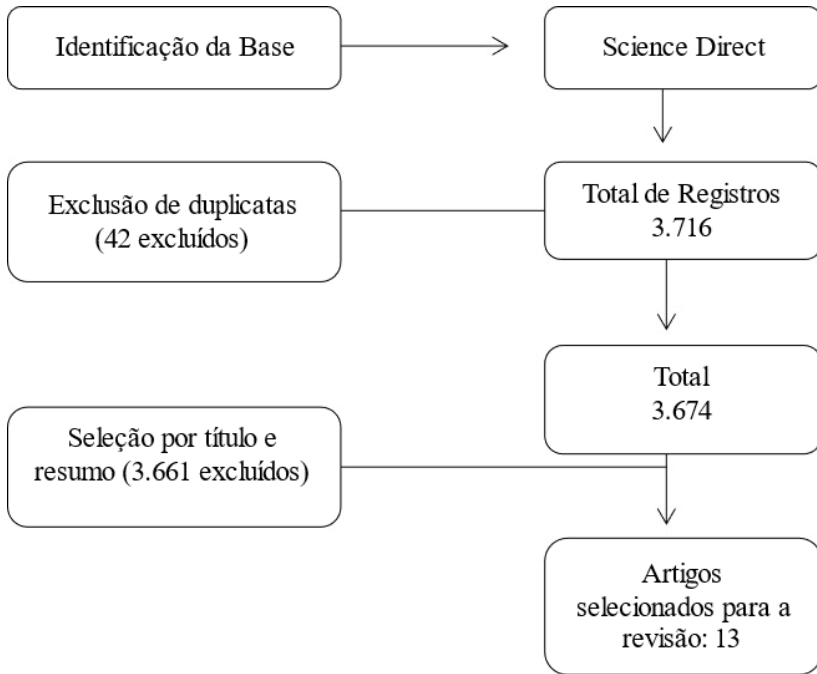 Identificação da Base
Science Direct
Exclusão de duplicatas
(42 excluídos)
Total de Registros
3.716
Total
3.674
Seleção por título e
resumo (3.661 excluídos)
Artigos
selecionados para a
revisão: 13